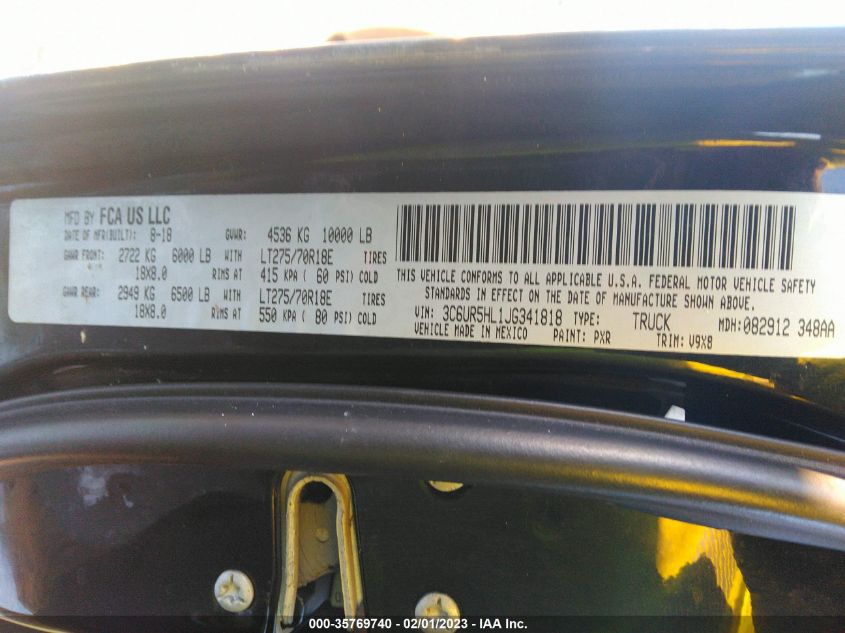 MFD BY FCA US LLC
DATE OF MFR(BUILT): 8-18 GVWR: 4536 KG 10000 LB
GAWR FRONT: 2722 KG 6000 LB WITH LT275/70R18E TIRES
18X8.0 RIMS AT 415 KPA ( 60 PSI) COLD
GAWR REAR: 2949 KG 6500 LB WITH LT275/70R18E TIRES
18X8.0 RIMS AT 550 KPA ( 80 PSI) COLD
THIS VEHICLE CONFORMS TO ALL APPLICABLE U.S.A. FEDERAL MOTOR VEHICLE SAFETY
STANDARDS IN EFFECT ON THE DATE OF MANUFACTURE SHOWN ABOVE.
VIN: 3C6UR5HL1JG341818 TYPE: TRUCK MDH: 082912 348AA
VEHICLE MADE IN MEXICO PAINT: PXR TRIM: V9X8
000-35769740 - 02/01/2023 - IAA Inc.